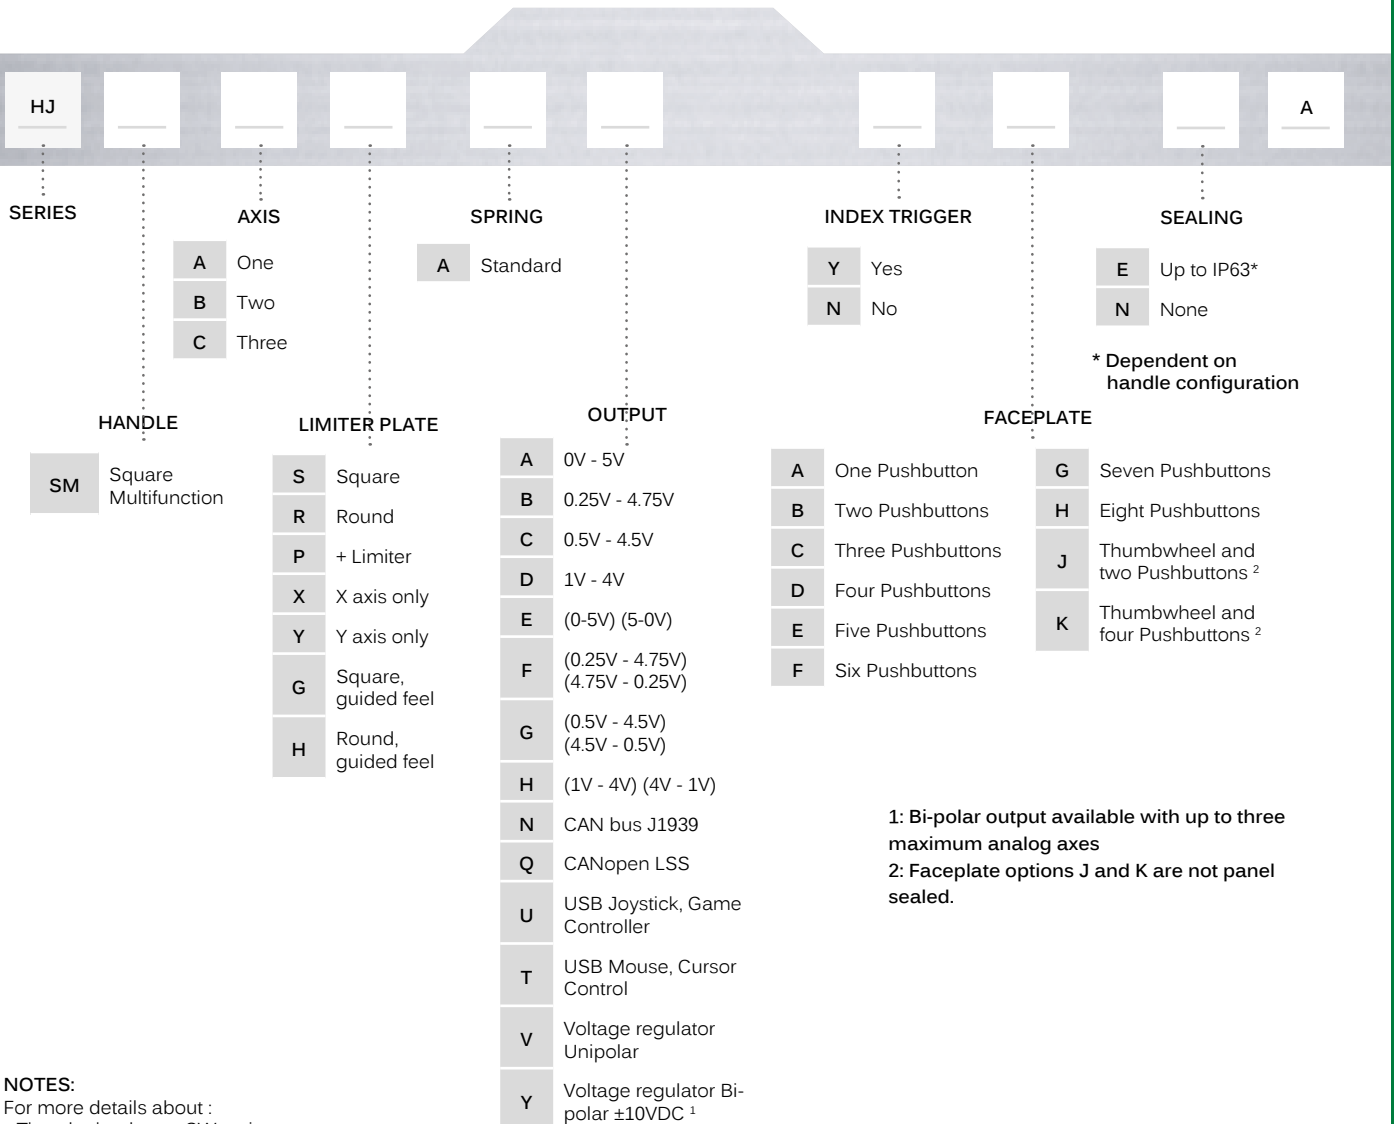 HJ
A
SERIES
AXIS
A One
B Two
C Three
SPRING
A Standard
INDEX TRIGGER
Y Yes
N No
SEALING
E Up to IP63*
N None
* Dependent on
handle configuration
HANDLE
SM Square
Multifunction
LIMITER PLATE
S Square
R Round
P + Limiter
X X axis only
Y Y axis only
G Square,
guided feel
H Round,
guided feel
OUTPUT
A 0V - 5V
B 0.25V - 4.75V
C 0.5V - 4.5V
D 1V - 4V
E (0-5V) (5-0V)
F (0.25V - 4.75V)
(4.75V - 0.25V)
G (0.5V - 4.5V)
(4.5V - 0.5V)
H (1V - 4V) (4V - 1V)
N CAN bus J1939
Q CANopen LSS
U USB Joystick, Game
Controller
T USB Mouse, Cursor
Control
V Voltage regulator
Unipolar
Y Voltage regulator Bi-
polar ±10VDC ¹
FACEPLATE
A One Pushbutton
B Two Pushbuttons
C Three Pushbuttons
D Four Pushbuttons
E Five Pushbuttons
F Six Pushbuttons
G Seven Pushbuttons
H Eight Pushbuttons
J Thumbwheel and
two Pushbuttons ²
K Thumbwheel and
four Pushbuttons ²
1: Bi-polar output available with up to three
maximum analog axes
2: Faceplate options J and K are not panel
sealed.
NOTES:
For more details about :